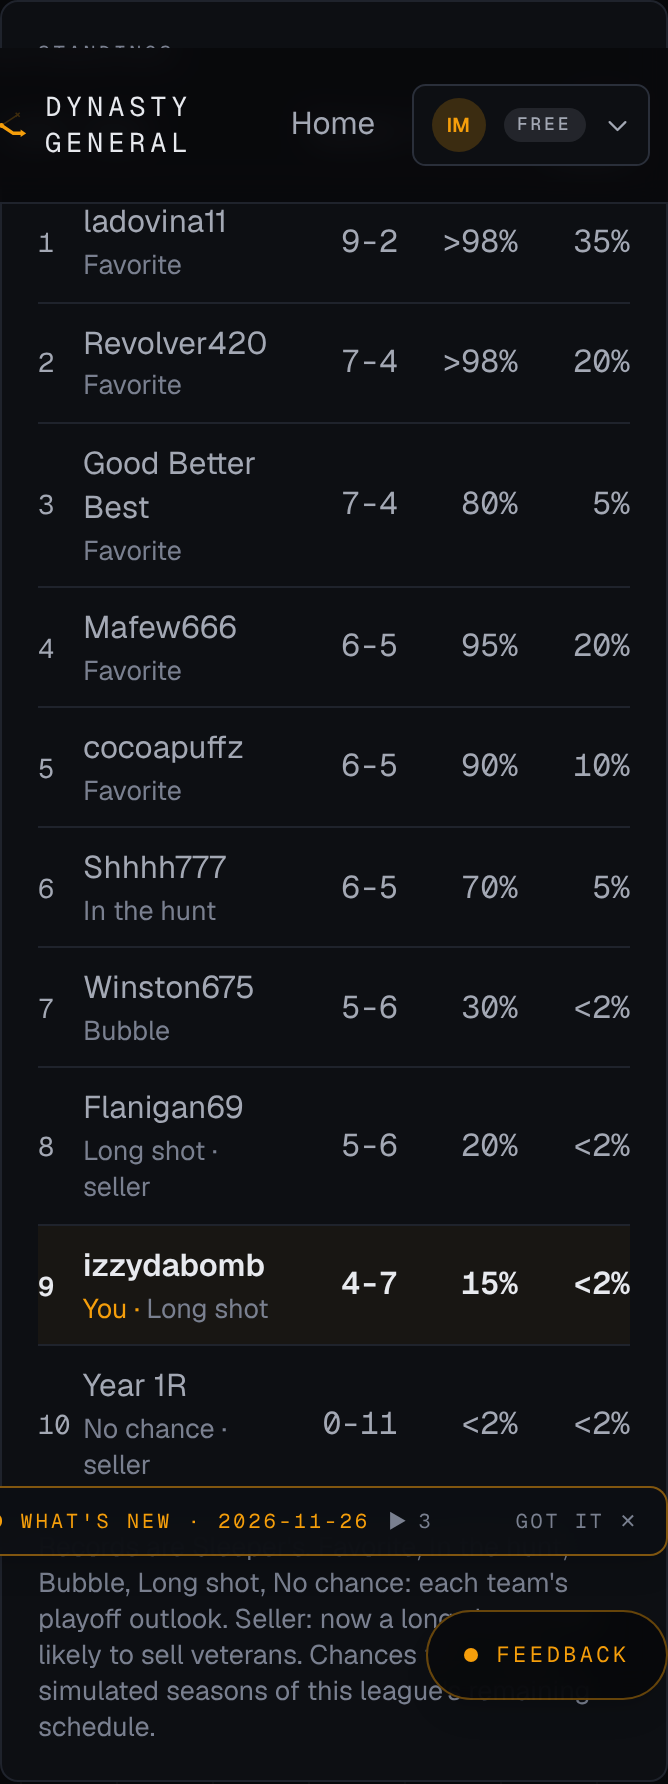 STANDINGS
DYNASTY
GENERAL
Home
IM
FREE
1 ladovina11 9-2 >98% 35%
Favorite
2 Revolver420 7-4 >98% 20%
Favorite
3 Good Better
Best 7-4 80% 5%
Favorite
4 Mafew666 6-5 95% 20%
Favorite
5 cocoapuffz 6-5 90% 10%
Favorite
6 Shhhh777 6-5 70% 5%
In the hunt
7 Winston675 5-6 30% <2%
Bubble
8 Flanigan69 5-6 20% <2%
Long shot ·
seller
9 izzydabomb 4-7 15% <2%
You · Long shot
10 Year 1R 0-11 <2% <2%
No chance ·
seller
WHAT'S NEW · 2026-11-26 ▶ 3 GOT IT ×
Bubble, Long shot, No chance: each team's
playoff outlook. Seller: now a long
likely to sell veterans. Chances
FEEDBACK
simulated seasons of this league's remaining
schedule.